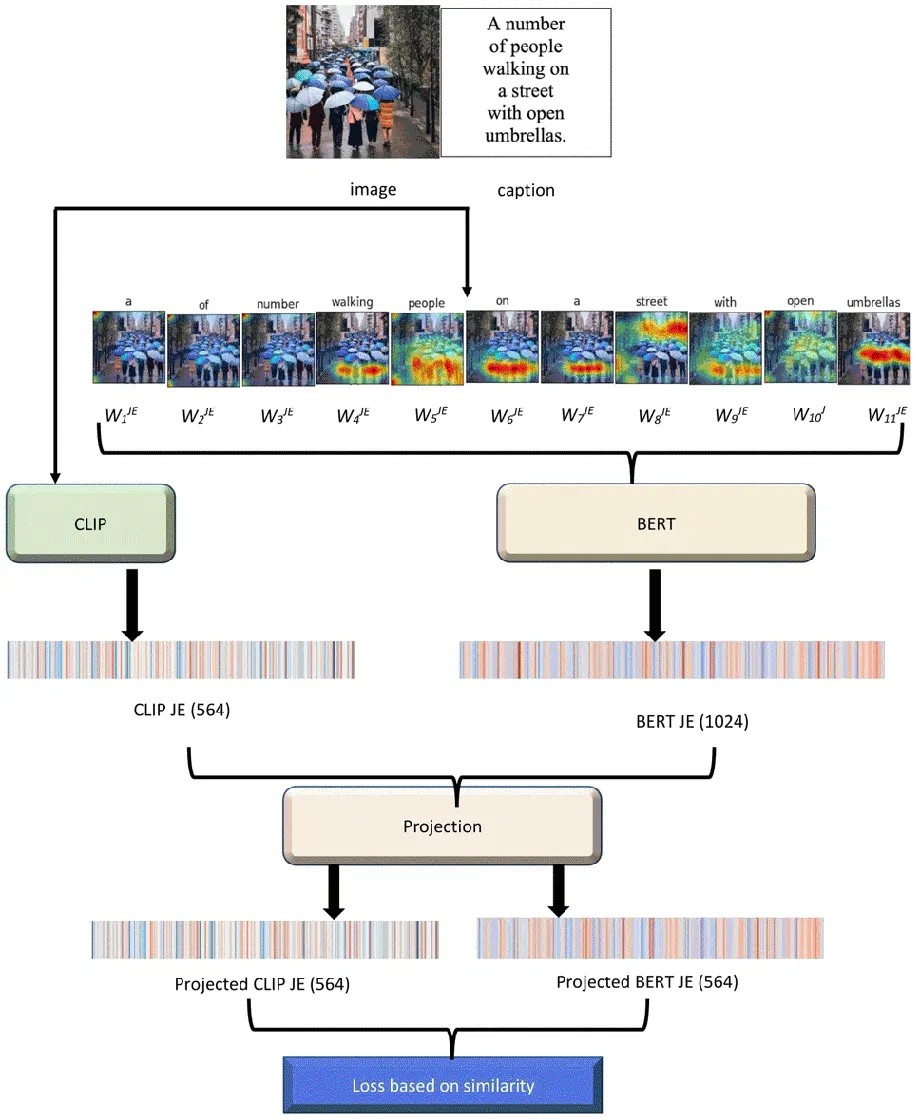 A number
of people
walking on
a street
with open
umbrellas.
image caption
a of number walking people on a street with open umbrellas
W₁ᴶᴱ W₂ᴶᴱ W₃ᴶᴱ W₄ᴶᴱ W₅ᴶᴱ W₆ᴶᴱ W₇ᴶᴱ W₈ᴶᴱ W₉ᴶᴱ W₁₀ᴶ W₁₁ᴶᴱ
CLIP BERT
CLIP JE (564)
BERT JE (1024)
Projection
Projected CLIP JE (564) Projected BERT JE (564)
Loss based on similarity